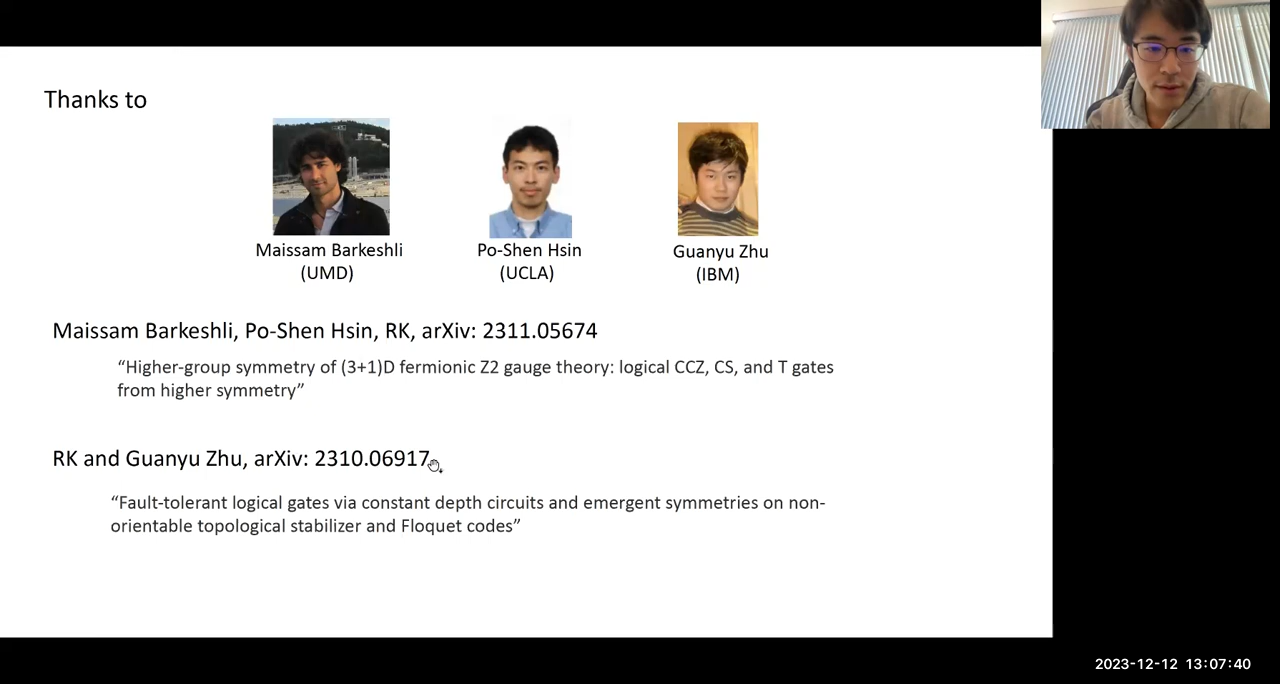 Thanks to
Maissam Barkeshli
(UMD)
Po-Shen Hsin
(UCLA)
Guanyu Zhu
(IBM)
Maissam Barkeshli, Po-Shen Hsin, RK, arXiv: 2311.05674
“Higher-group symmetry of (3+1)D fermionic Z2 gauge theory: logical CCZ, CS, and T gates
from higher symmetry”
RK and Guanyu Zhu, arXiv: 2310.06917
“Fault-tolerant logical gates via constant depth circuits and emergent symmetries on non-
orientable topological stabilizer and Floquet codes”
2023-12-12 13:07:40